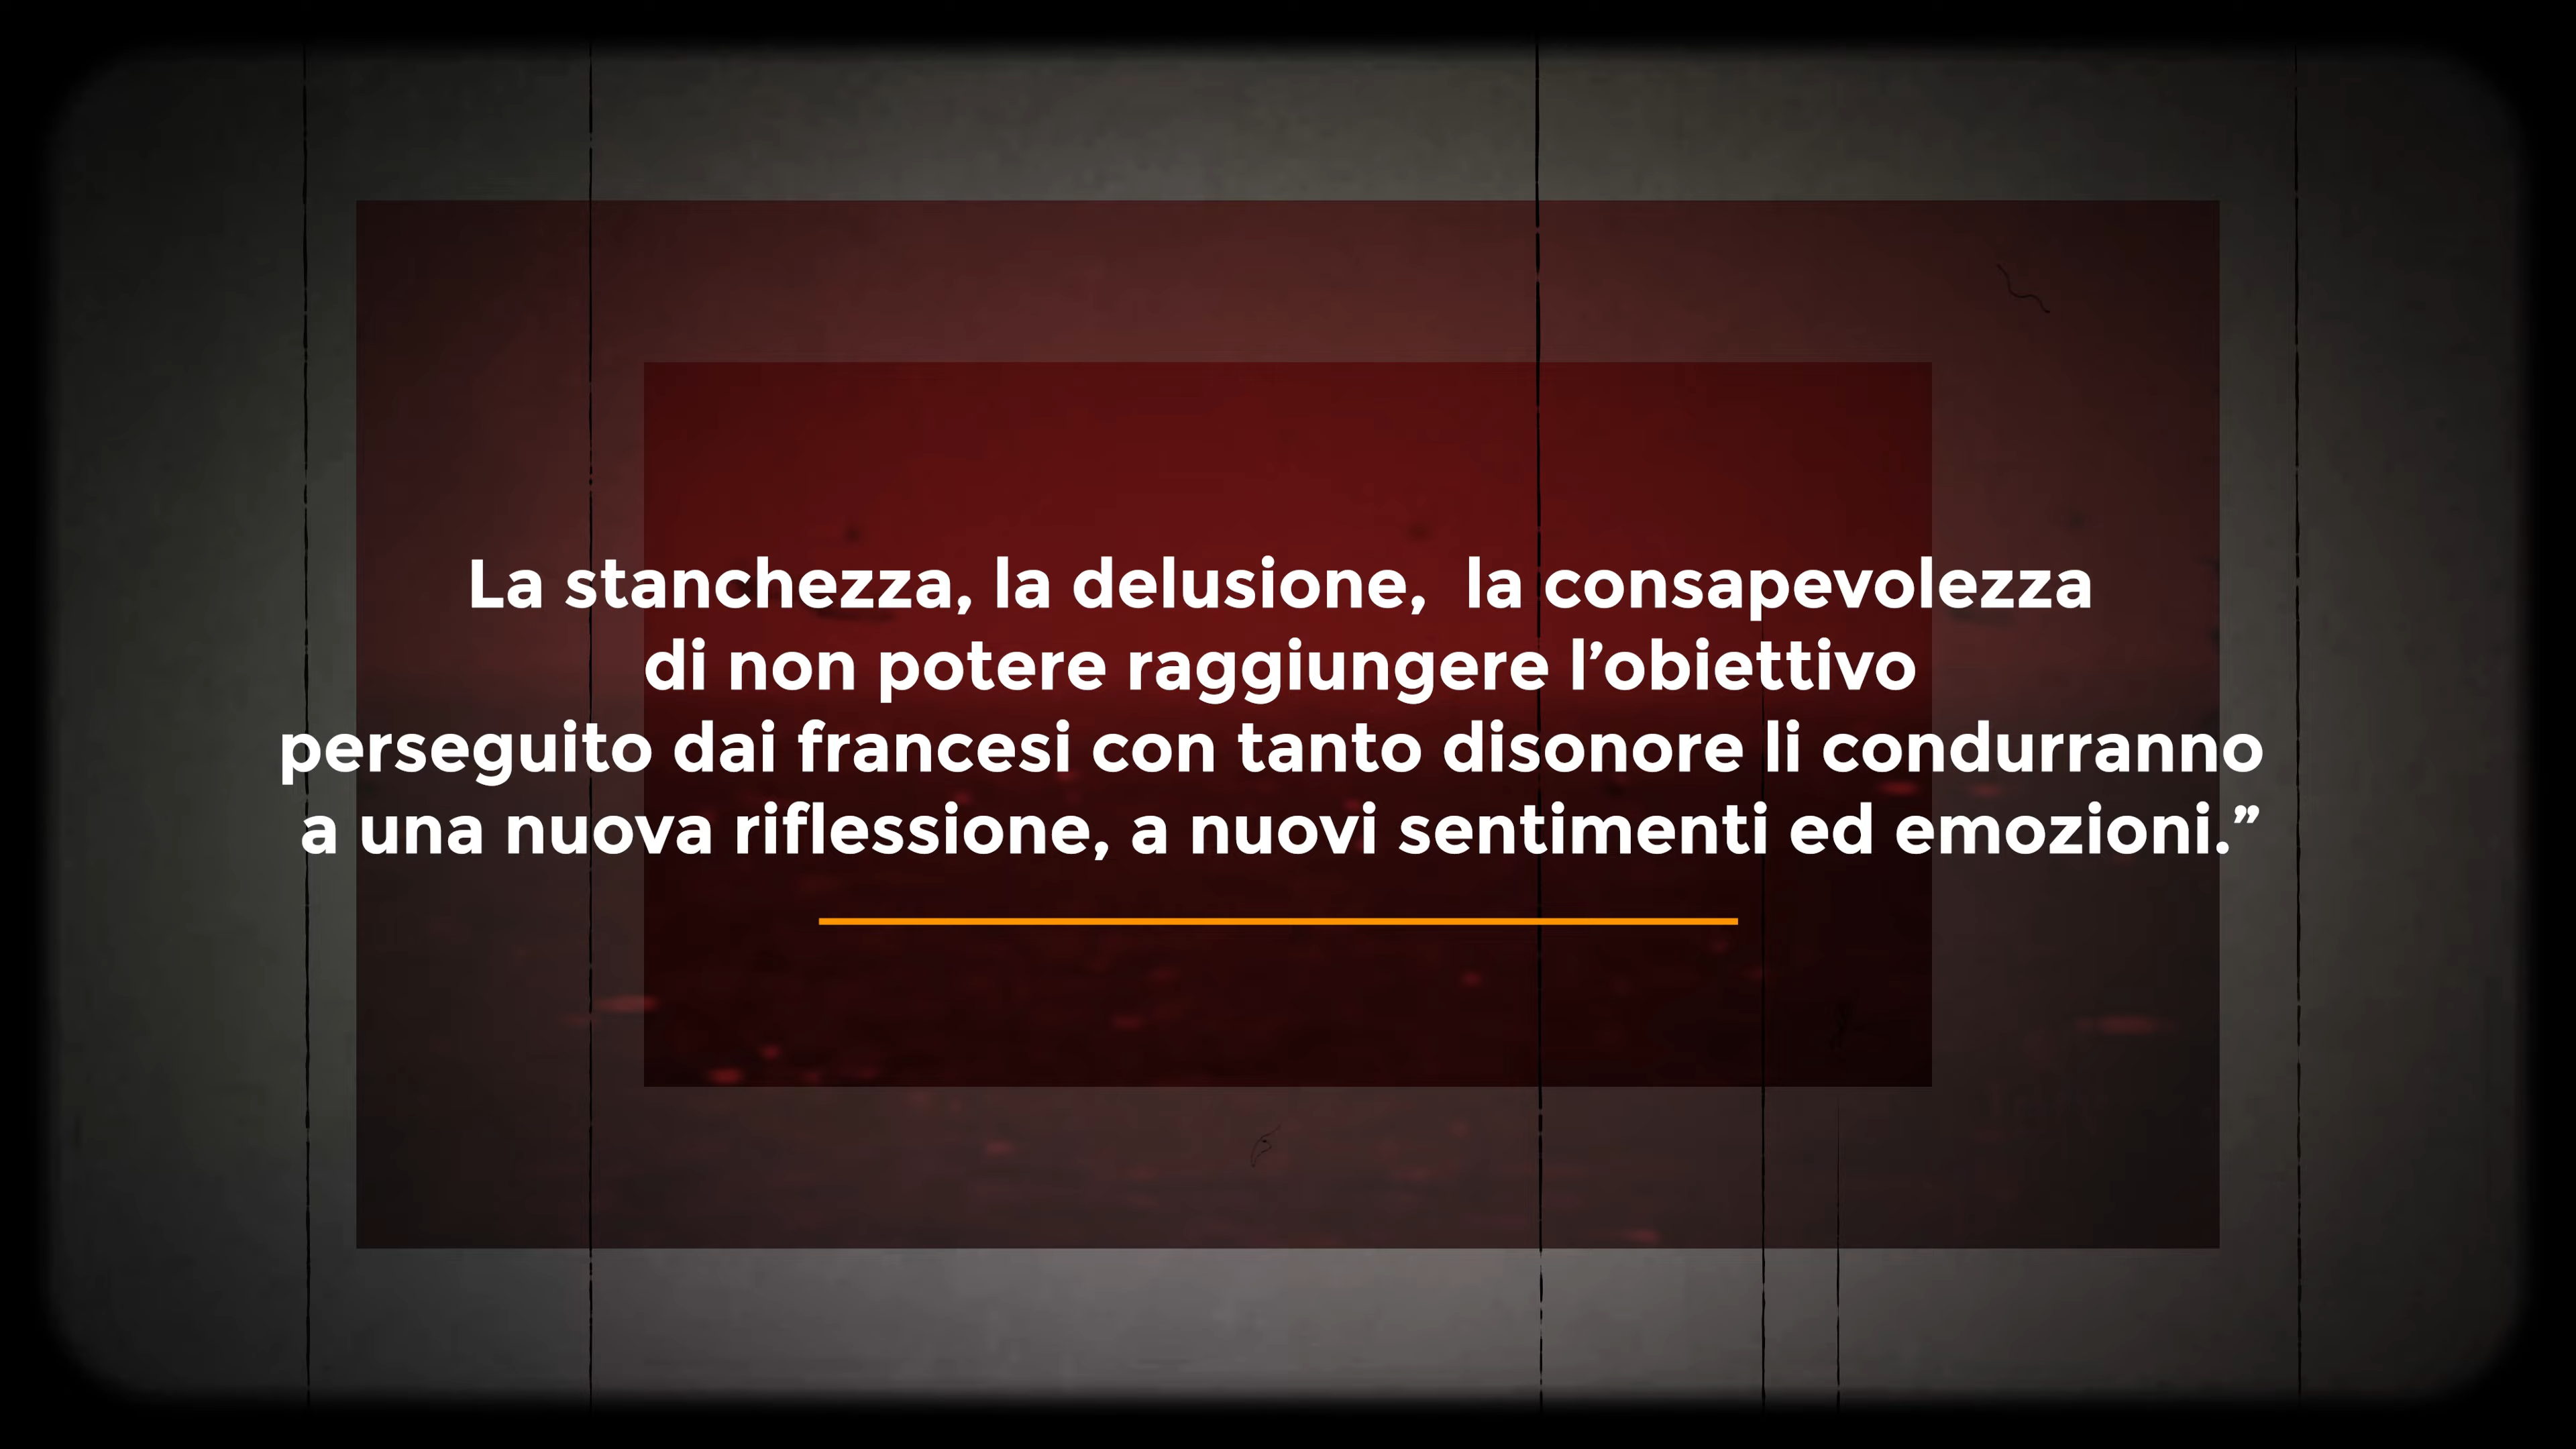 La stanchezza, la delusione,  la consapevolezza
di non potere raggiungere l’obiettivo
perseguito dai francesi con tanto disonore li condurranno
a una nuova riflessione, a nuovi sentimenti ed emozioni.”